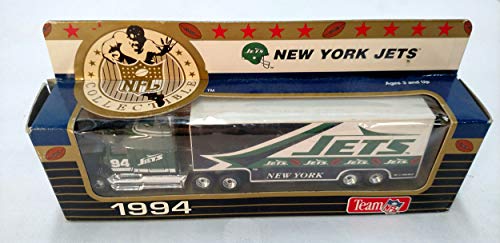 NEW YORK JETS
NFL
COLLECTIBLE
TM
Ages 3 and Up
94
JETS
JETS
JETS JETS JETS JETS
NEW YORK
1994
Team NFL